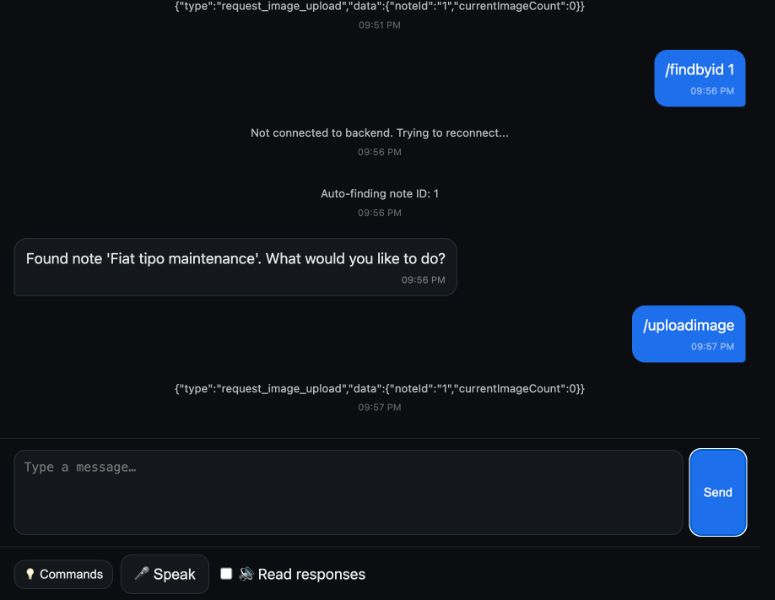 {"type":"request_image_upload","data":{"noteId":"1","currentImageCount":0}}
09:51 PM
/findbyid 1
09:56 PM
Not connected to backend. Trying to reconnect...
09:56 PM
Auto-finding note ID: 1
09:56 PM
Found note 'Fiat tipo maintenance'. What would you like to do?
09:56 PM
/uploadimage
09:57 PM
{"type":"request_image_upload","data":{"noteId":"1","currentImageCount":0}}
09:57 PM
Type a message…
Send
Commands
Speak
Read responses